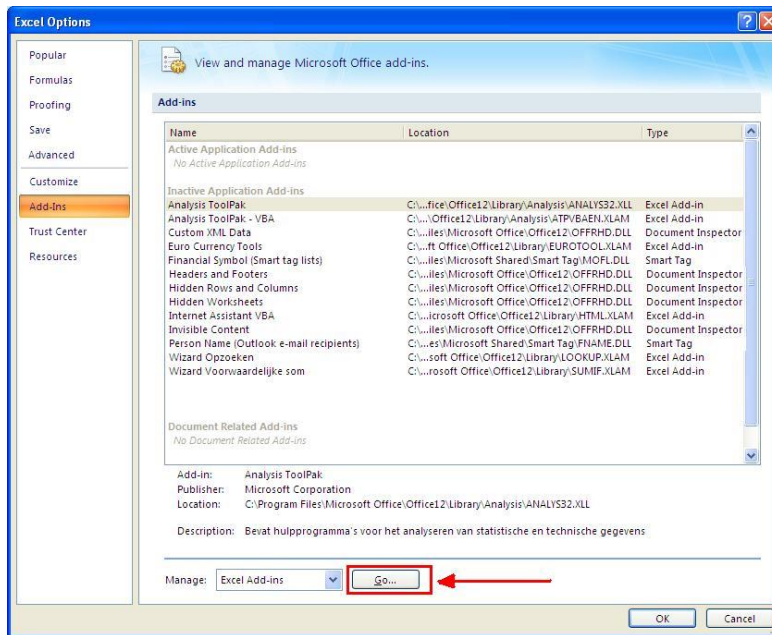 Excel Options
Popular
Formulas
Proofing
Save
Advanced
Customize
Add-Ins
Trust Center
Resources
View and manage Microsoft Office add-ins.
Add-ins
Name Location Type
Active Application Add-ins
No Active Application Add-ins
Inactive Application Add-ins
Analysis ToolPak C:\...fice\Office12\Library\Analysis\ANALYS32.XLL Excel Add-in
Analysis ToolPak - VBA C:\...\Office12\Library\Analysis\ATPVBAEN.XLAM Excel Add-in
Custom XML Data C:\...iles\Microsoft Office\Office12\OFFRHD.DLL Document Inspector
Euro Currency Tools C:\...ft Office\Office12\Library\EUROTOOL.XLAM Excel Add-in
Financial Symbol (Smart tag lists) C:\...iles\Microsoft Shared\Smart Tag\MOFL.DLL Smart Tag
Headers and Footers C:\...iles\Microsoft Office\Office12\OFFRHD.DLL Document Inspector
Hidden Rows and Columns C:\...iles\Microsoft Office\Office12\OFFRHD.DLL Document Inspector
Hidden Worksheets C:\...iles\Microsoft Office\Office12\OFFRHD.DLL Document Inspector
Internet Assistant VBA C:\...icrosoft Office\Office12\Library\HTML.XLAM Excel Add-in
Invisible Content C:\...iles\Microsoft Office\Office12\OFFRHD.DLL Document Inspector
Person Name (Outlook e-mail recipients) C:\...es\Microsoft Shared\Smart Tag\FNAME.DLL Smart Tag
Wizard Opzoeken C:\...soft Office\Office12\Library\LOOKUP.XLAM Excel Add-in
Wizard Voorwaardelijke som C:\...rosoft Office\Office12\Library\SUMIF.XLAM Excel Add-in
Document Related Add-ins
No Document Related Add-ins
Add-in: Analysis ToolPak
Publisher: Microsoft Corporation
Location: C:\Program Files\Microsoft Office\Office12\Library\Analysis\ANALYS32.XLL
Description: Bevat hulpprogramma's voor het analyseren van statistische en technische gegevens
Manage: Excel Add-ins Go...
OK Cancel